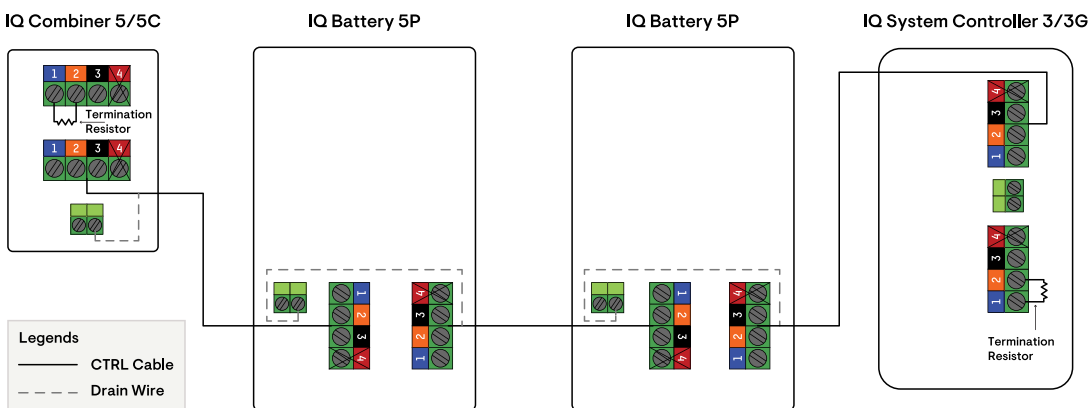 IQ Combiner 5/5C
IQ Battery 5P
IQ Battery 5P
IQ System Controller 3/3G
1 2 3 4
Termination
Resistor
1 2 3 4
1
2
3
4
4
3
2
1
1
2
3
4
4
3
2
1
4
3
2
1
4
3
2
1
Termination
Resistor
Legends
CTRL Cable
Drain Wire